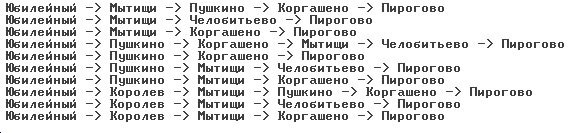 Юбилейный -> Мытищи -> Пушкино -> Коргашено -> Пирогово
Юбилейный -> Мытищи -> Челобитьево -> Пирогово
Юбилейный -> Мытищи -> Коргашено -> Пирогово
Юбилейный -> Пушкино -> Коргашено -> Мытищи -> Челобитьево -> Пирогово
Юбилейный -> Пушкино -> Коргашено -> Пирогово
Юбилейный -> Пушкино -> Мытищи -> Челобитьево -> Пирогово
Юбилейный -> Пушкино -> Мытищи -> Коргашено -> Пирогово
Юбилейный -> Королев -> Мытищи -> Пушкино -> Коргашено -> Пирогово
Юбилейный -> Королев -> Мытищи -> Челобитьево -> Пирогово
Юбилейный -> Королев -> Мытищи -> Коргашено -> Пирогово